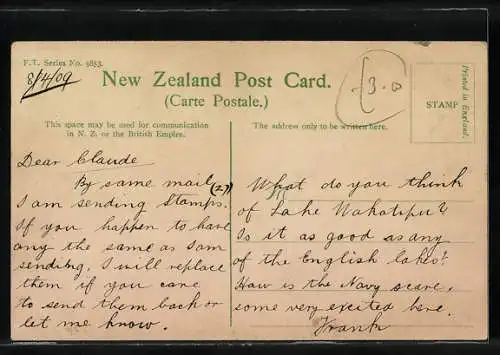 F.T. Series No. 5853.
8/4/09
New Zealand Post Card.
(Carte Postale.)
-/3.0
STAMP
Printed in England.
This space may be used for communication
in N. Z. or the British Empire.
The address only to be written here.
Dear Claude
By same mail (27)
I am sending Stamps.
If you happen to have
any the same as I am
sending, I will replace
them if you care
to send them back or
let me know.
What do you think
of Lake Wakatipu?
Is it as good as any
of the English lakes?
How is the Navy scare,
some very excited here.
Frank